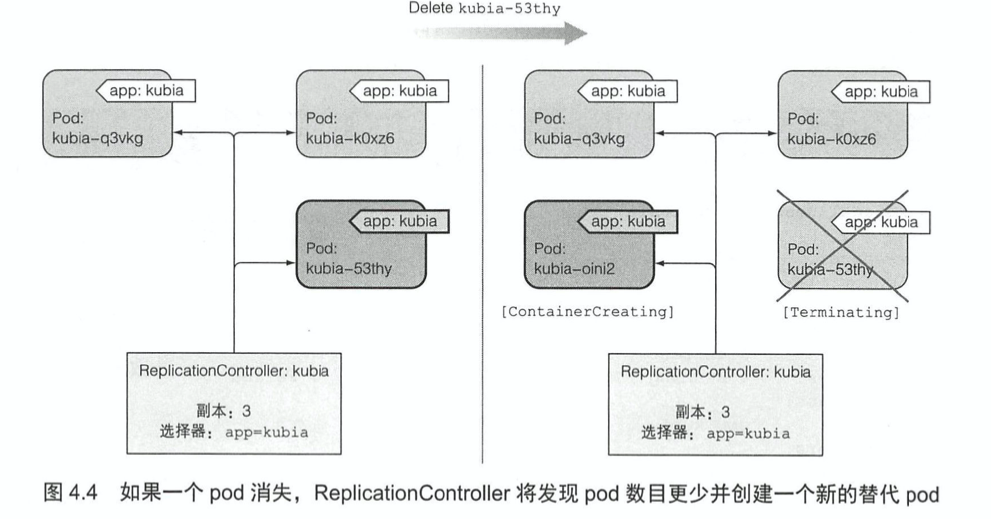 Delete kubia-53thy
app: kubia
Pod:
kubia-q3vkg
app: kubia
Pod:
kubia-k0xz6
app: kubia
Pod:
kubia-53thy
ReplicationController: kubia
副本：3
选择器：app=kubia
app: kubia
Pod:
kubia-q3vkg
app: kubia
Pod:
kubia-k0xz6
app: kubia
Pod:
kubia-oini2
[ContainerCreating]
app: kubia
Pod:
kubia-53thy
[Terminating]
ReplicationController: kubia
副本：3
选择器：app=kubia
图 4.4 如果一个 pod 消失，ReplicationController 将发现 pod 数目更少并创建一个新的替代 pod